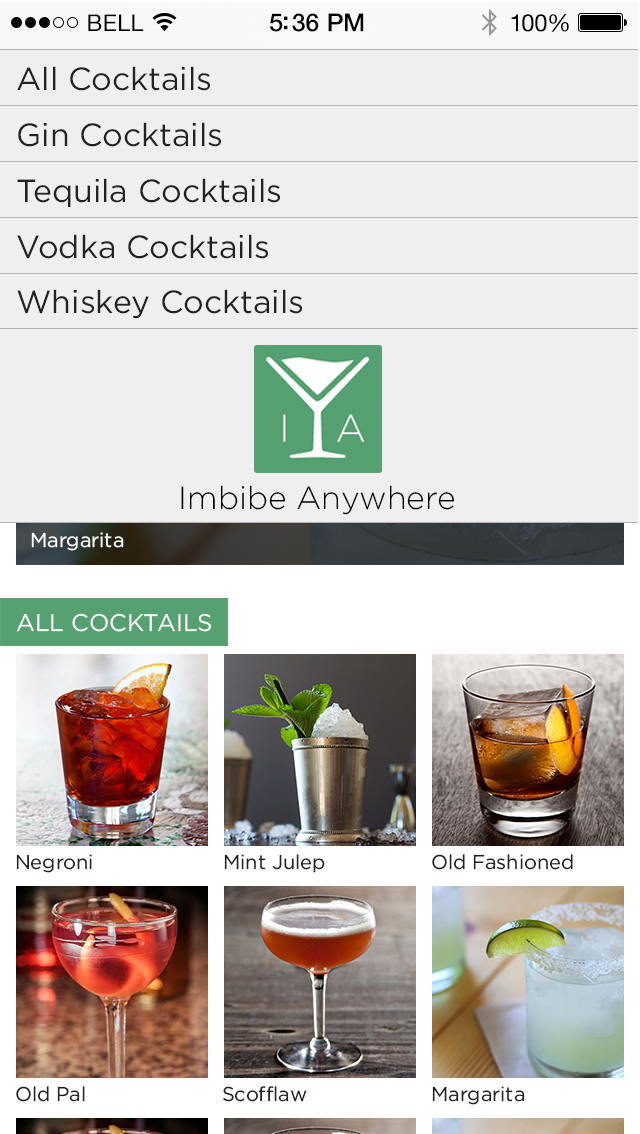 BELL 5:36 PM 100%
All Cocktails
Gin Cocktails
Tequila Cocktails
Vodka Cocktails
Whiskey Cocktails
I A
Imbibe Anywhere
Margarita
ALL COCKTAILS
Negroni Mint Julep Old Fashioned
Old Pal Scofflaw Margarita